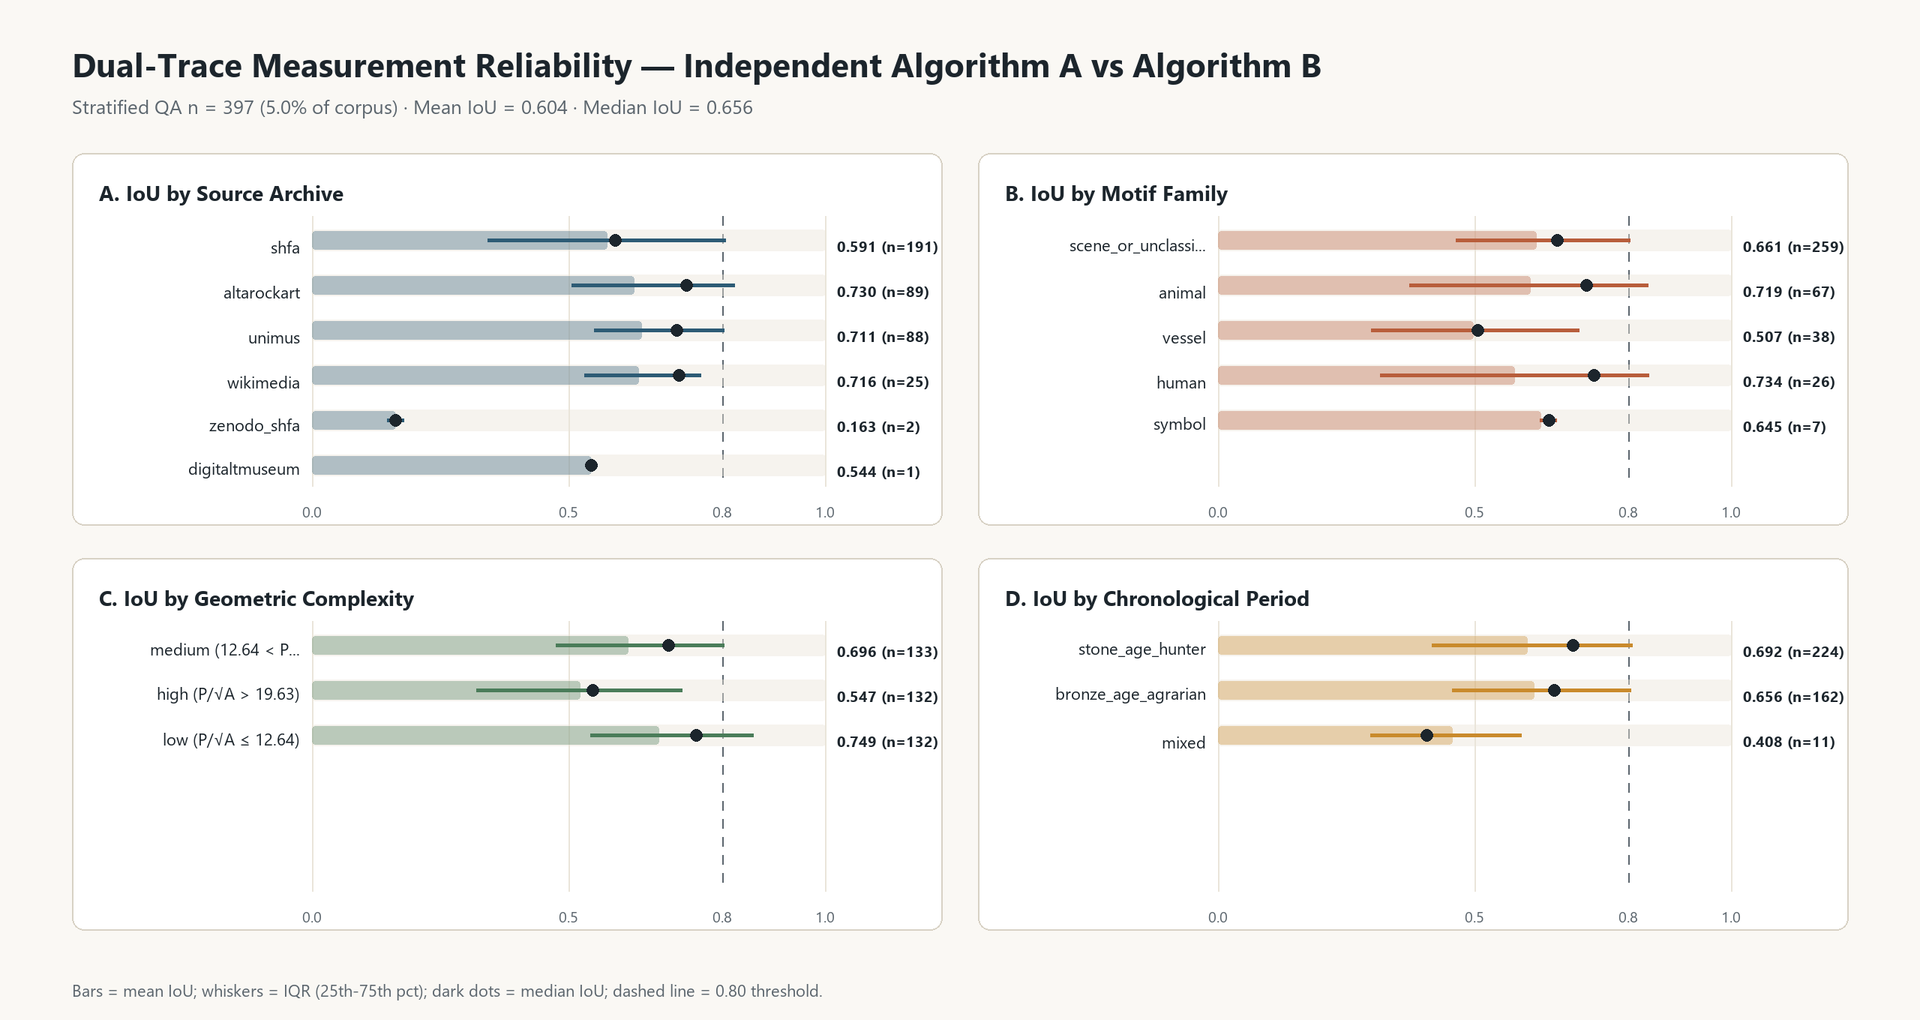 Dual-Trace Measurement Reliability — Independent Algorithm A vs Algorithm B
Stratified QA n = 397 (5.0% of corpus) · Mean IoU = 0.604 · Median IoU = 0.656
A. IoU by Source Archive
shfa 0.591 (n=191)
altarockart 0.730 (n=89)
unimus 0.711 (n=88)
wikimedia 0.716 (n=25)
zenodo_shfa 0.163 (n=2)
digitaltmuseum 0.544 (n=1)
0.0 0.5 0.8 1.0
B. IoU by Motif Family
scene_or_unclassi... 0.661 (n=259)
animal 0.719 (n=67)
vessel 0.507 (n=38)
human 0.734 (n=26)
symbol 0.645 (n=7)
0.0 0.5 0.8 1.0
C. IoU by Geometric Complexity
medium (12.64 < P... 0.696 (n=133)
high (P/√A > 19.63) 0.547 (n=132)
low (P/√A ≤ 12.64) 0.749 (n=132)
0.0 0.5 0.8 1.0
D. IoU by Chronological Period
stone_age_hunter 0.692 (n=224)
bronze_age_agrarian 0.656 (n=162)
mixed 0.408 (n=11)
0.0 0.5 0.8 1.0
Bars = mean IoU; whiskers = IQR (25th-75th pct); dark dots = median IoU; dashed line = 0.80 threshold.